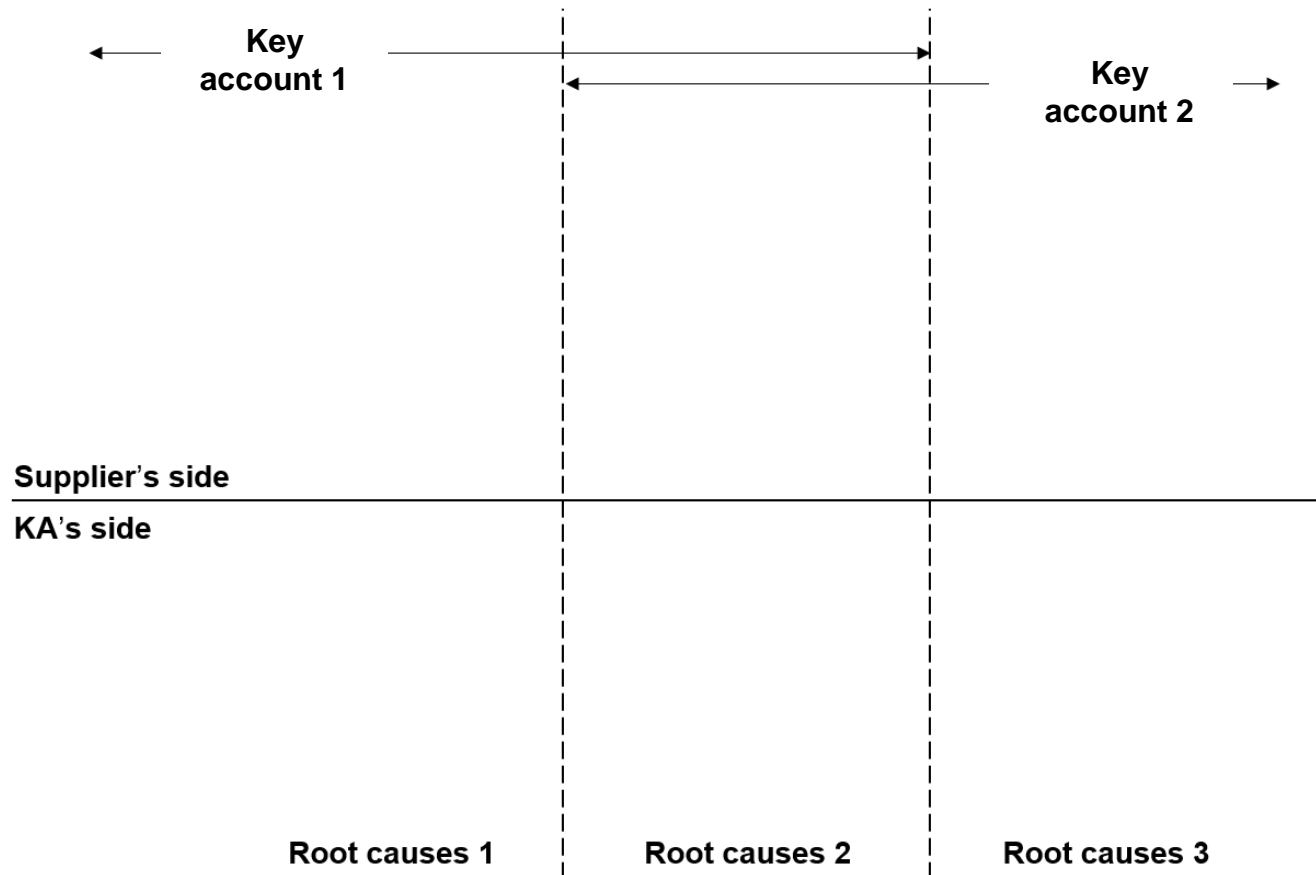 Key
account 1
Key
account 2
Supplier's side
KA's side
Root causes 1
Root causes 2
Root causes 3